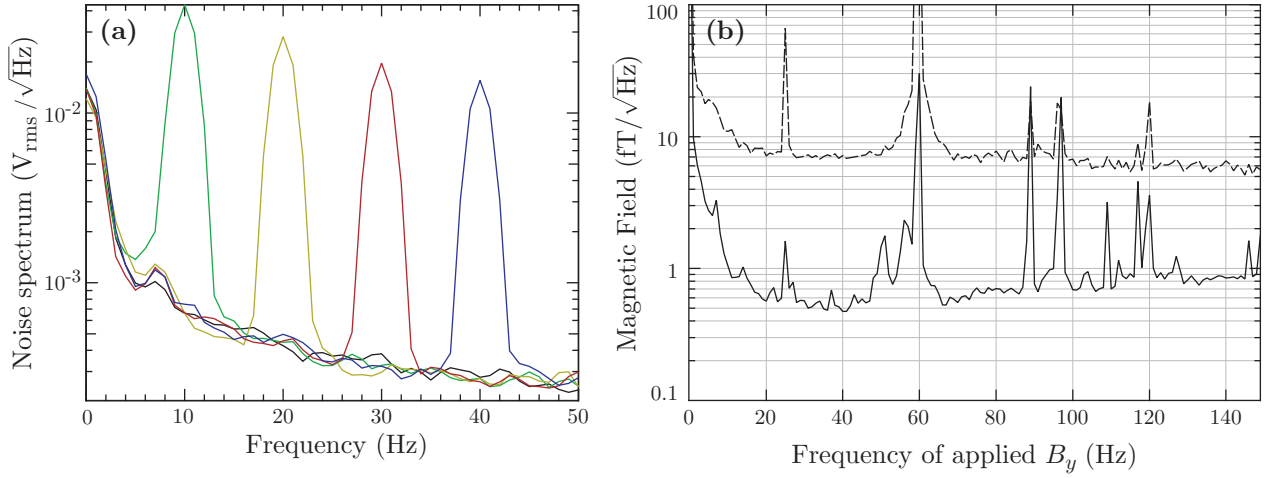 (a)
Noise spectrum (V_rms/√Hz)
10⁻²
10⁻³
0 10 20 30 40 50
Frequency (Hz)
(b)
Magnetic Field (fT/√Hz)
100
10
1
0.1
0 20 40 60 80 100 120 140
Frequency of applied B_y (Hz)